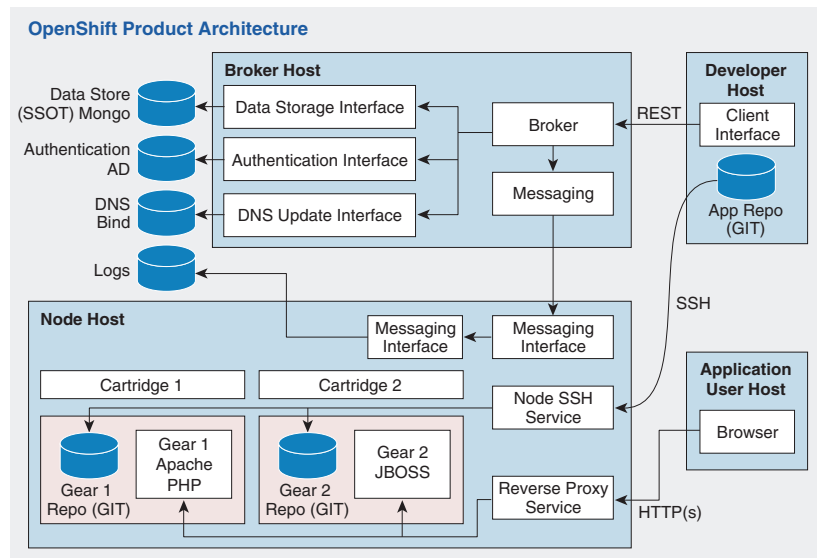 OpenShift Product Architecture
Broker Host
Data Store
(SSOT) Mongo
Data Storage Interface
Broker
REST
Developer
Host
Client
Interface
Authentication
AD
Authentication Interface
Messaging
DNS
Bind
DNS Update Interface
App Repo
(GIT)
Logs
SSH
Node Host
Messaging
Interface
Messaging
Interface
Cartridge 1
Cartridge 2
Node SSH
Service
Application
User Host
Browser
Gear 1
Repo (GIT)
Gear 1
Apache
PHP
Gear 2
Repo (GIT)
Gear 2
JBOSS
Reverse Proxy
Service
HTTP(s)